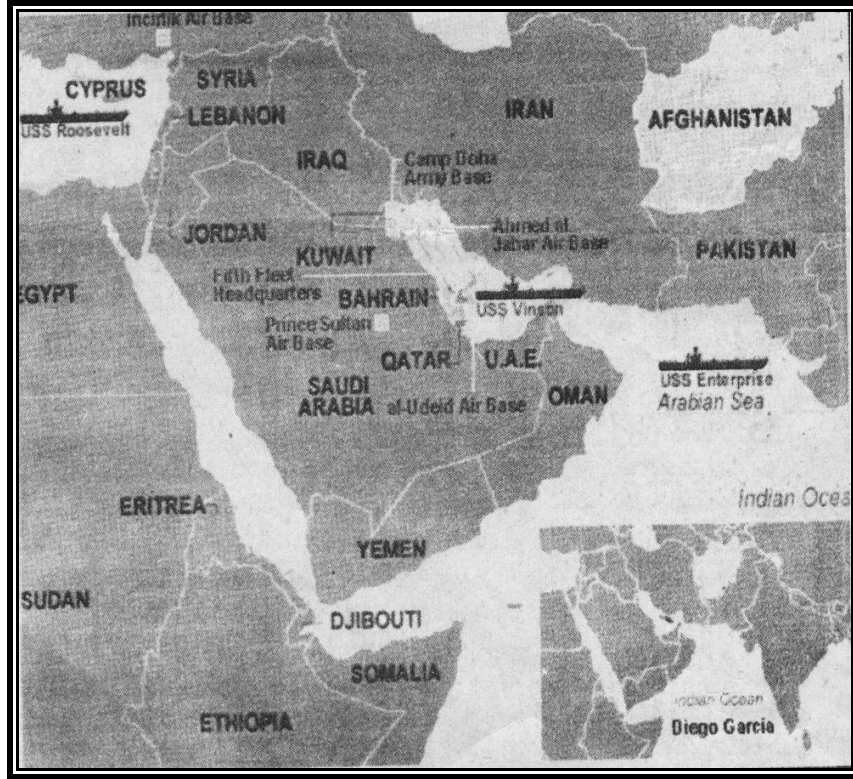 Incirlik Air Base
CYPRUS
SYRIA
USS Roosevelt
LEBANON
IRAN
AFGHANISTAN
IRAQ
Camp Doha
Army Base
JORDAN
Ahmed al
Jabar Air Base
KUWAIT
PAKISTAN
Fifth Fleet
Headquarters
EGYPT
BAHRAIN
USS Vinson
Prince Sultan
Air Base
QATAR
U.A.E.
USS Enterprise
SAUDI
ARABIA
al-Udeid Air Base
OMAN
Arabian Sea
Indian Ocea
ERITREA
YEMEN
SUDAN
DJIBOUTI
SOMALIA
ETHIOPIA
Indian Ocean
Diego Garcia